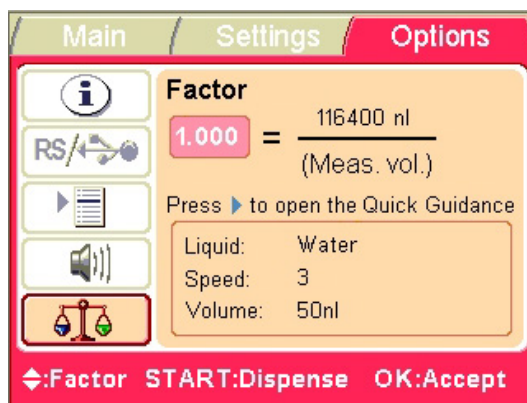 Main Settings Options
Factor
1.000 = 116400 nl
(Meas. vol.)
RS/
Press to open the Quick Guidance
Liquid: Water
Speed: 3
Volume: 50nl
:Factor START:Dispense OK:Accept